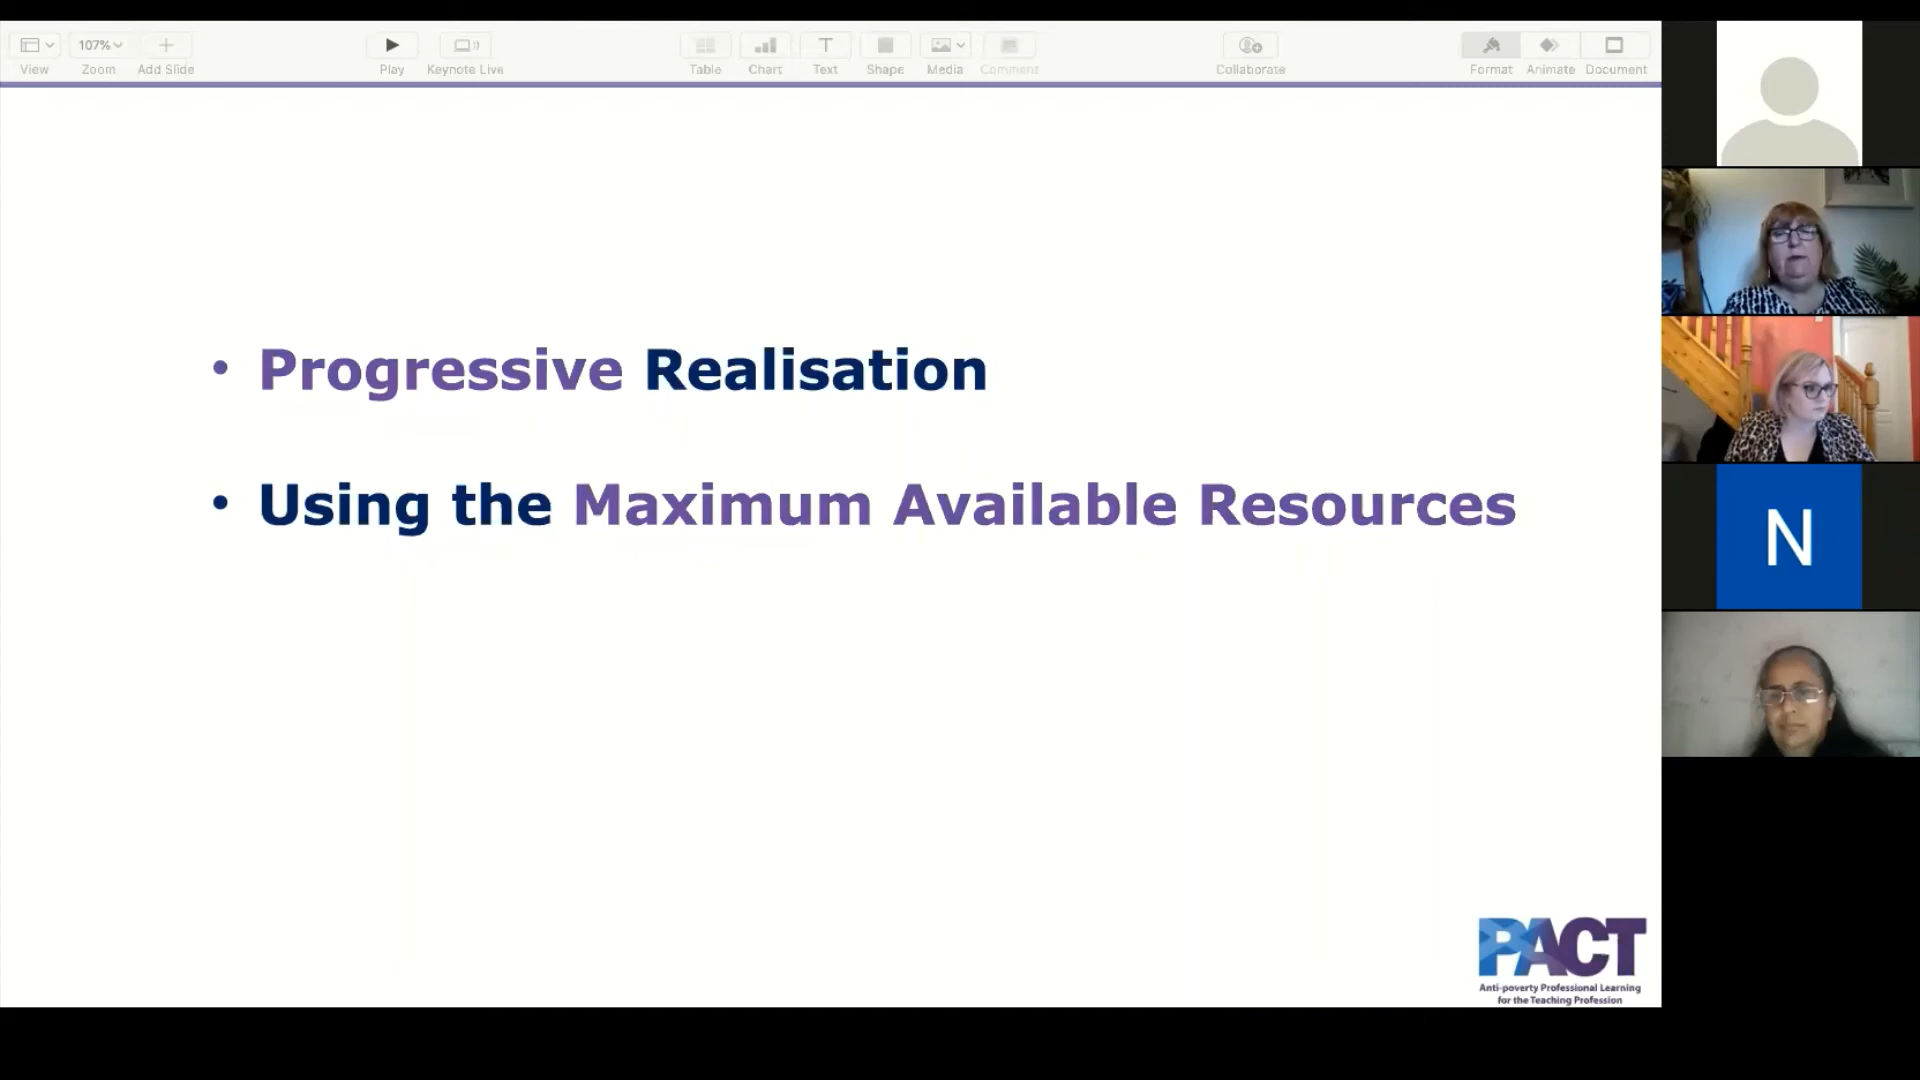 107%
View
Zoom
Add Slide
Play
Keynote Live
Table
Chart
T
Text
Shape
Media
Comment
Collaborate
Format
Animate
Document
• Progressive Realisation
• Using the Maximum Available Resources
N
PACT
Anti-poverty Professional Learning
for the Teaching Profession